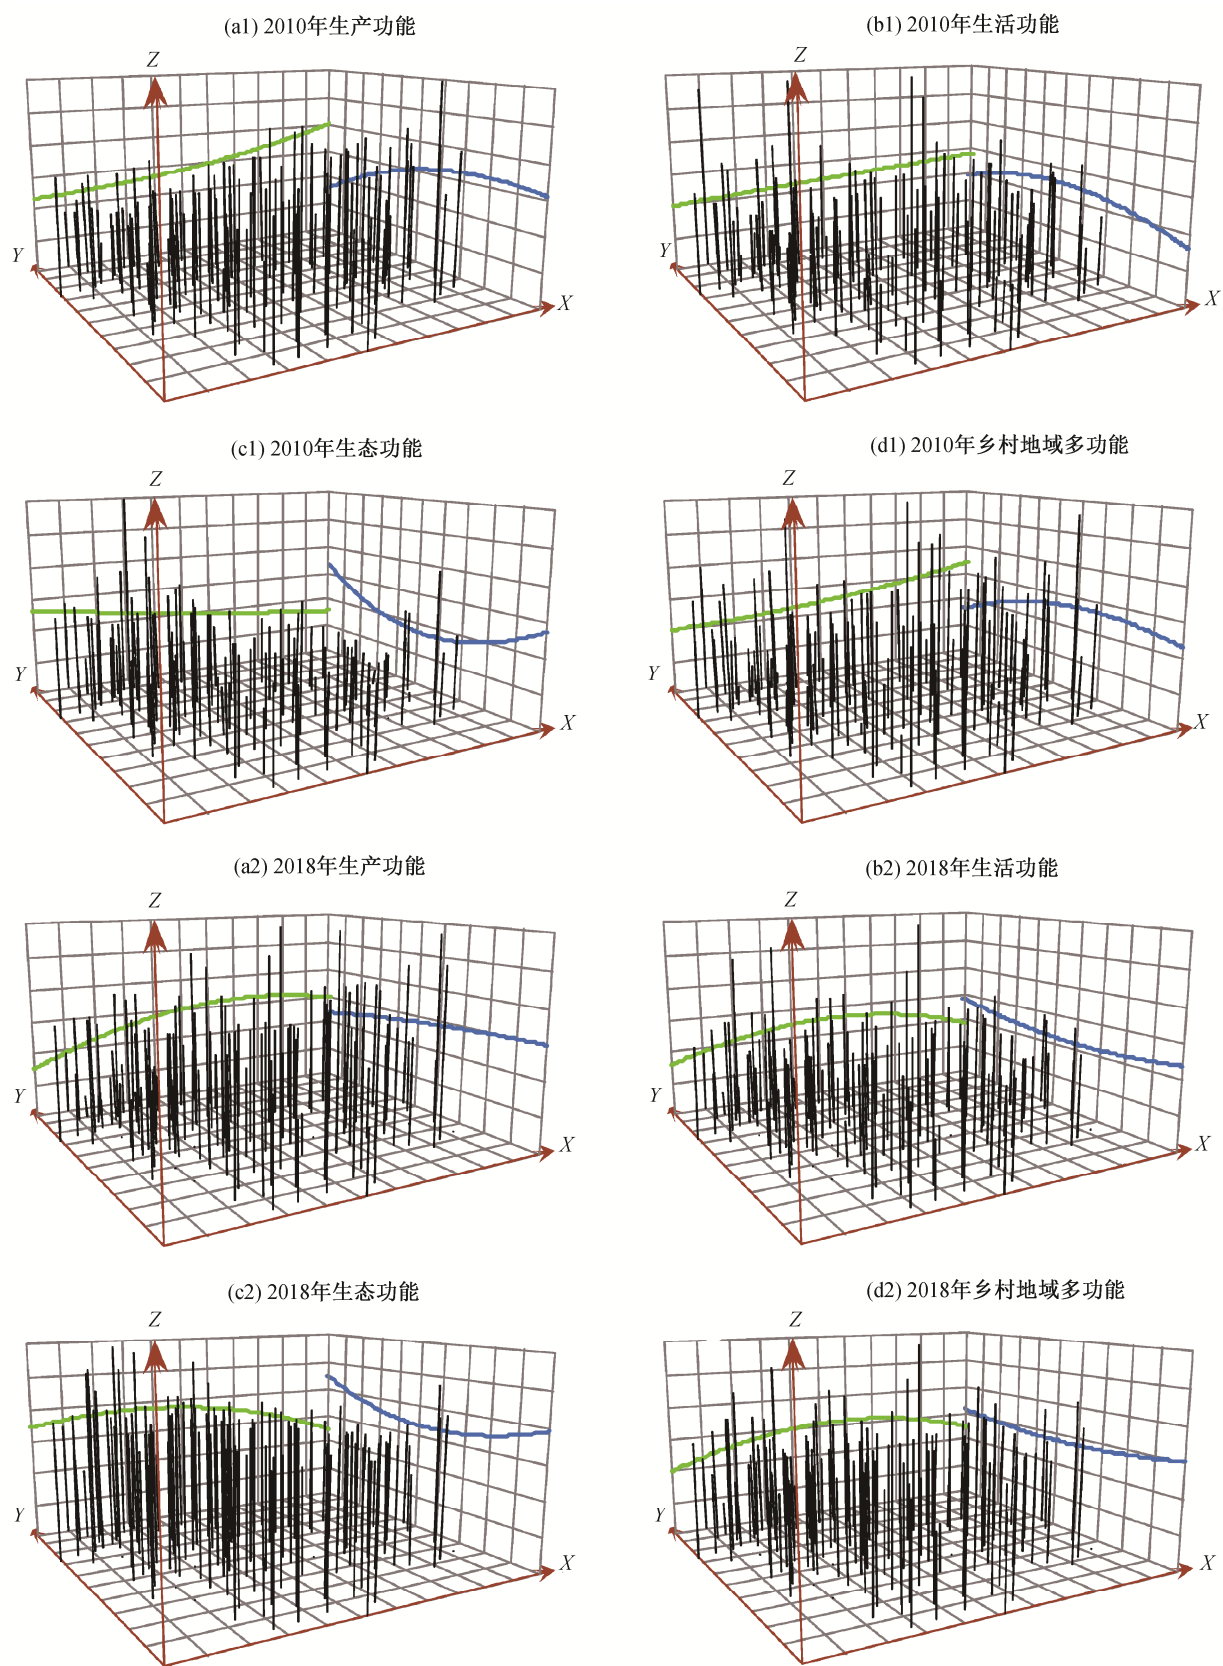 (a1) 2010年生产功能
(b1) 2010年生活功能
Z
Z
Y
X
Y
X
(c1) 2010年生态功能
(d1) 2010年乡村地域多功能
Z
Z
Y
X
Y
X
(a2) 2018年生产功能
(b2) 2018年生活功能
Z
Z
Y
X
Y
X
(c2) 2018年生态功能
(d2) 2018年乡村地域多功能
Z
Z
Y
X
Y
X